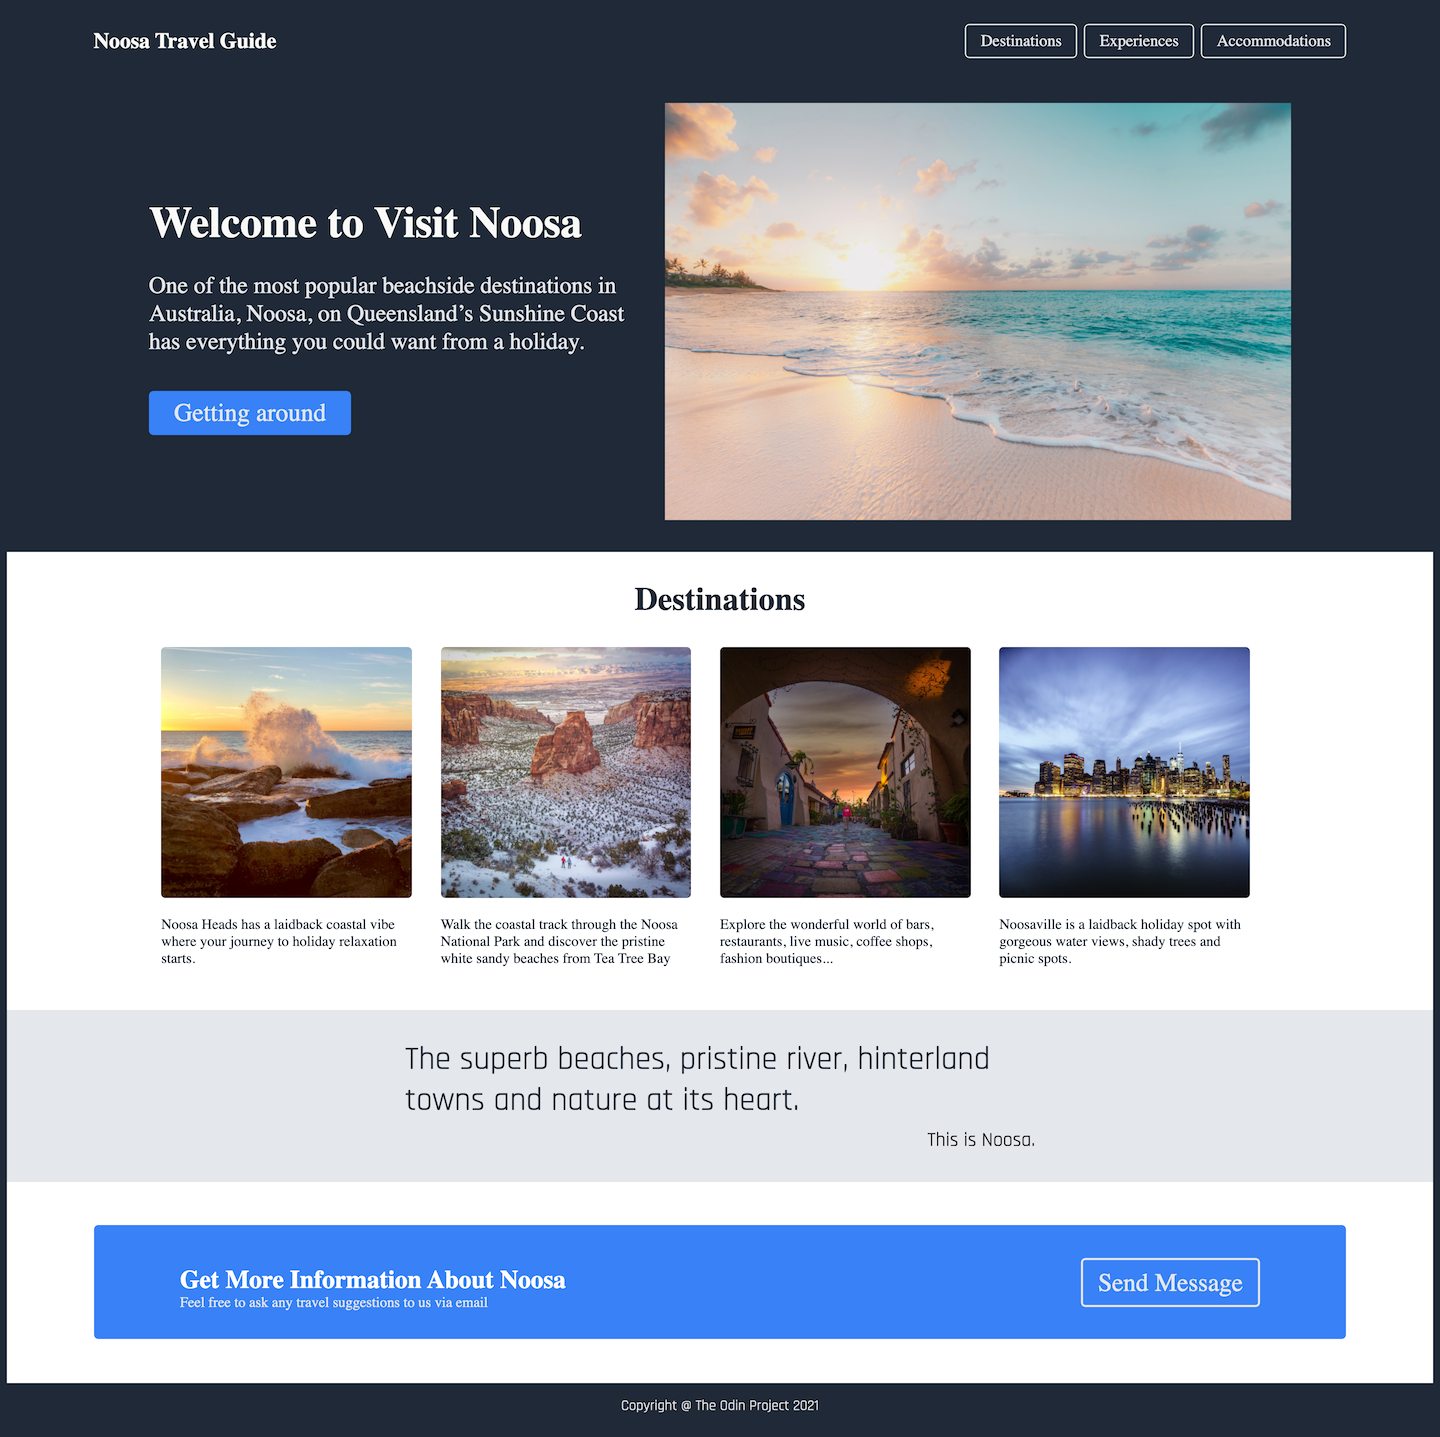 Noosa Travel Guide
Destinations
Experiences
Accommodations
Welcome to Visit Noosa
One of the most popular beachside destinations in
Australia, Noosa, on Queensland’s Sunshine Coast
has everything you could want from a holiday.
Getting around
Destinations
Noosa Heads has a laidback coastal vibe
where your journey to holiday relaxation
starts.
Walk the coastal track through the Noosa
National Park and discover the pristine
white sandy beaches from Tea Tree Bay
Explore the wonderful world of bars,
restaurants, live music, coffee shops,
fashion boutiques...
Noosaville is a laidback holiday spot with
gorgeous water views, shady trees and
picnic spots.
The superb beaches, pristine river, hinterland
towns and nature at its heart.
This is Noosa.
Get More Information About Noosa
Feel free to ask any travel suggestions to us via email
Send Message
Copyright @ The Odin Project 2021